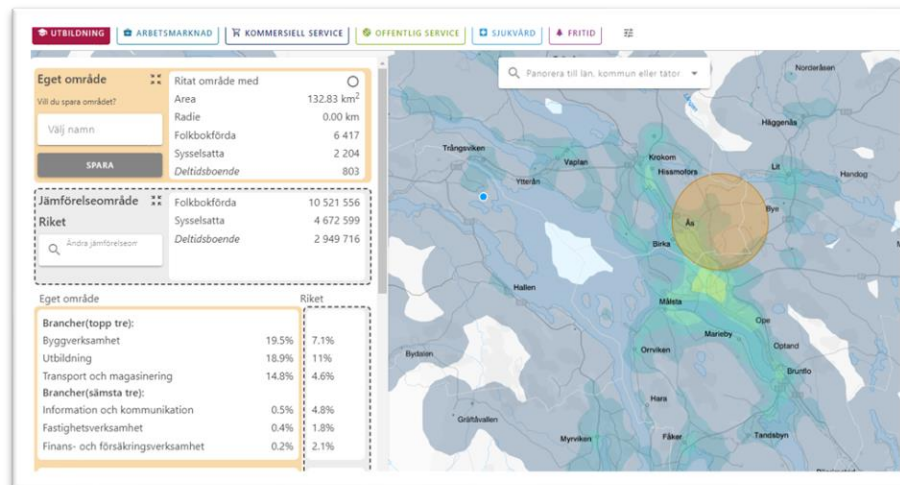 UTBILDNING
ARBETSMARKNAD
KOMMERSIELL SERVICE
OFFENTLIG SERVICE
SJUKVÅRD
FRITID
Eget område
Vill du spara området?
Välj namn
SPARA
Ritat område med
Area 132.83 km²
Radie 0.00 km
Folkbokförda 6 417
Sysselsatta 2 204
Deltidsboende 803
Jämförelseområde
Riket
Ändra jämförelseomr
Folkbokförda 10 521 556
Sysselsatta 4 672 599
Deltidsboende 2 949 716
Eget område Riket
Brancher(topp tre):
Byggverksamhet 19.5% 7.1%
Utbildning 18.9% 11%
Transport och magasinering 14.8% 4.6%
Brancher(sämsta tre):
Information och kommunikation 0.5% 4.8%
Fastighetsverksamhet 0.4% 1.8%
Finans- och försäkringsverksamhet 0.2% 2.1%
Panorera till län, kommun eller tätor
Norderåsen
Häggenås
Trångsviken
Vaplan
Krokom
Hissmofors
Lit
Handog
Ytterån
Ås
Bye
Birka
Hallen
Målsta
Ope
Marieby
Optand
Orrviken
Bydalen
Brunflo
Hara
Gräftåvallen
Myrviken
Fåker
Tandsbyn